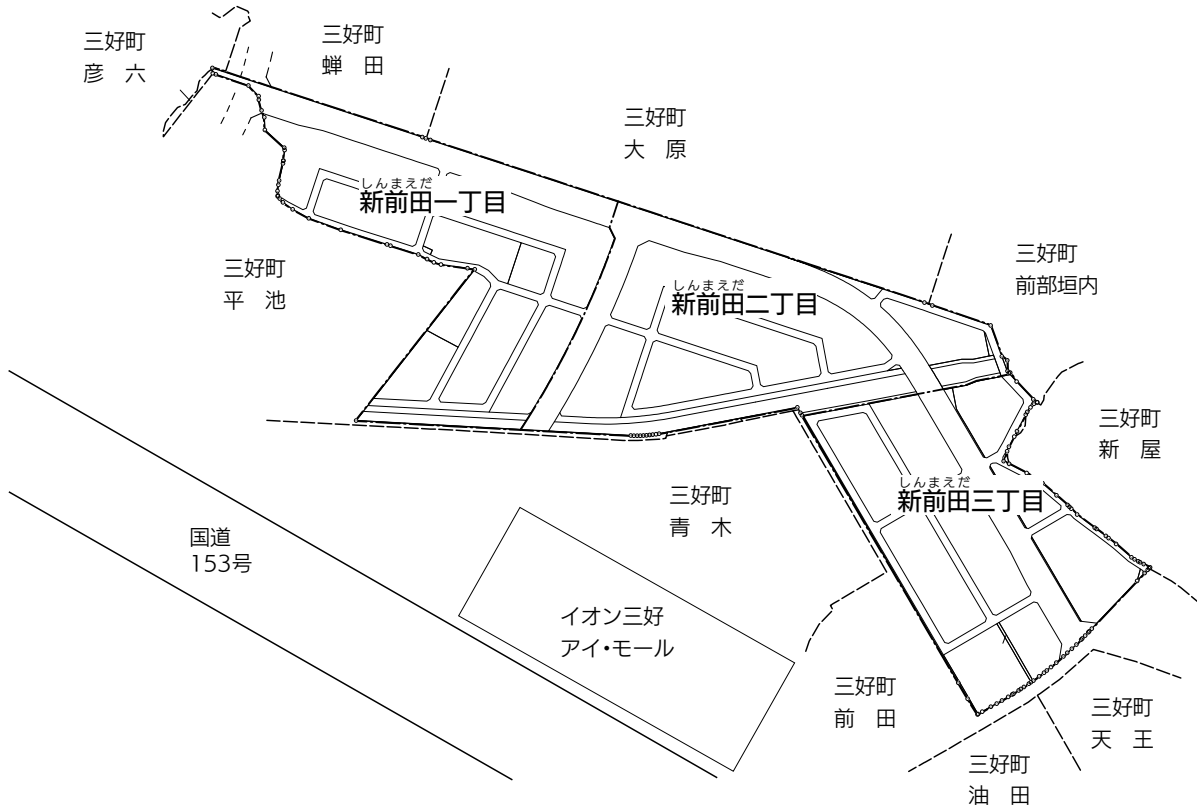 三好町
彦 六
三好町
蝉 田
三好町
大 原
しんまえだ
新前田一丁目
三好町
平 池
三好町
前部垣内
しんまえだ
新前田二丁目
三好町
新 屋
三好町
青 木
しんまえだ
新前田三丁目
国道
153号
イオン三好
アイ・モール
三好町
前 田
三好町
天 王
三好町
油 田